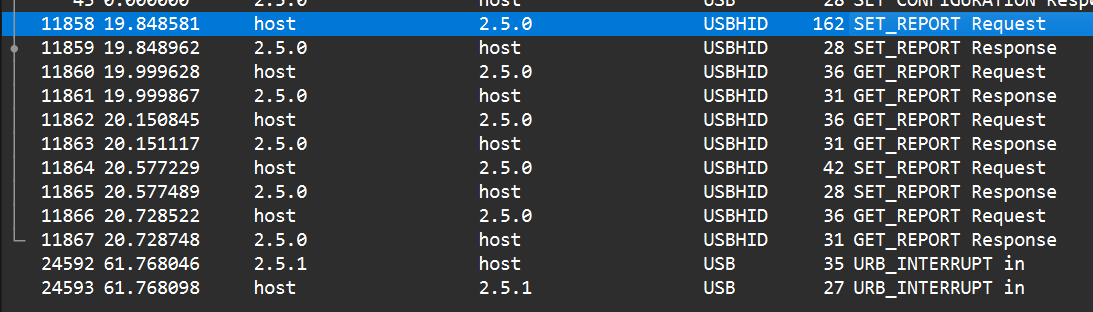 45 0.000000 2.5.0 host USB 28 SET CONFIGURATION Resp
11858 19.848581 host 2.5.0 USBHID 162 SET_REPORT Request
11859 19.848962 2.5.0 host USBHID 28 SET_REPORT Response
11860 19.999628 host 2.5.0 USBHID 36 GET_REPORT Request
11861 19.999867 2.5.0 host USBHID 31 GET_REPORT Response
11862 20.150845 host 2.5.0 USBHID 36 GET_REPORT Request
11863 20.151117 2.5.0 host USBHID 31 GET_REPORT Response
11864 20.577229 host 2.5.0 USBHID 42 SET_REPORT Request
11865 20.577489 2.5.0 host USBHID 28 SET_REPORT Response
11866 20.728522 host 2.5.0 USBHID 36 GET_REPORT Request
11867 20.728748 2.5.0 host USBHID 31 GET_REPORT Response
24592 61.768046 2.5.1 host USB 35 URB_INTERRUPT in
24593 61.768098 host 2.5.1 USB 27 URB_INTERRUPT in